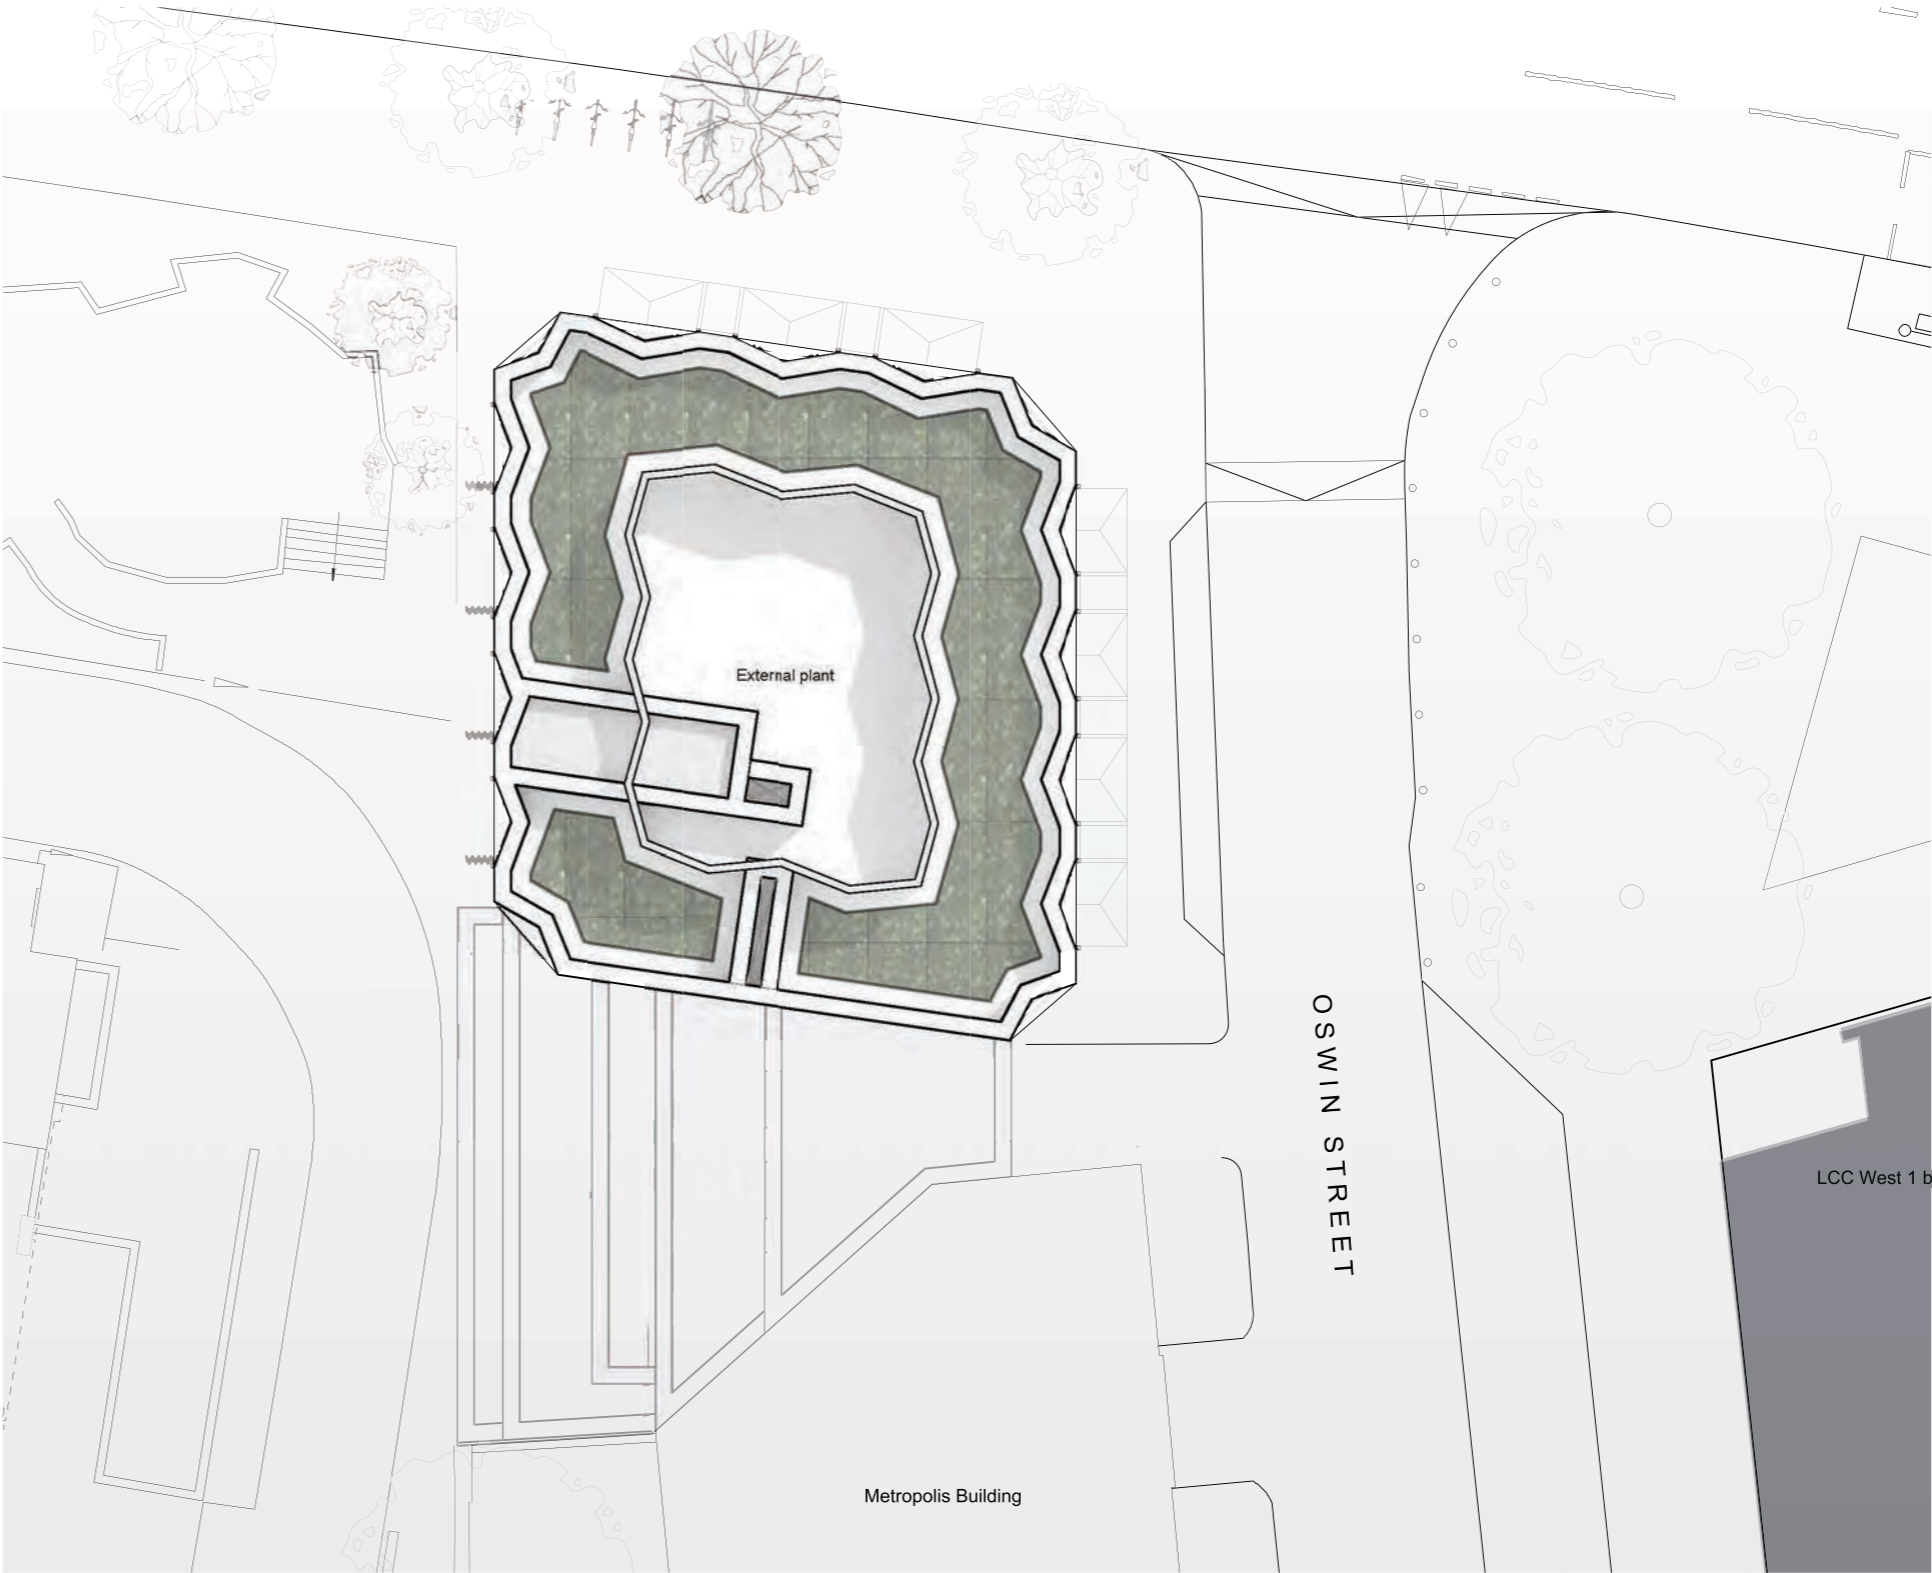 External plant
OSWIN STREET
LCC West 1 b
Metropolis Building